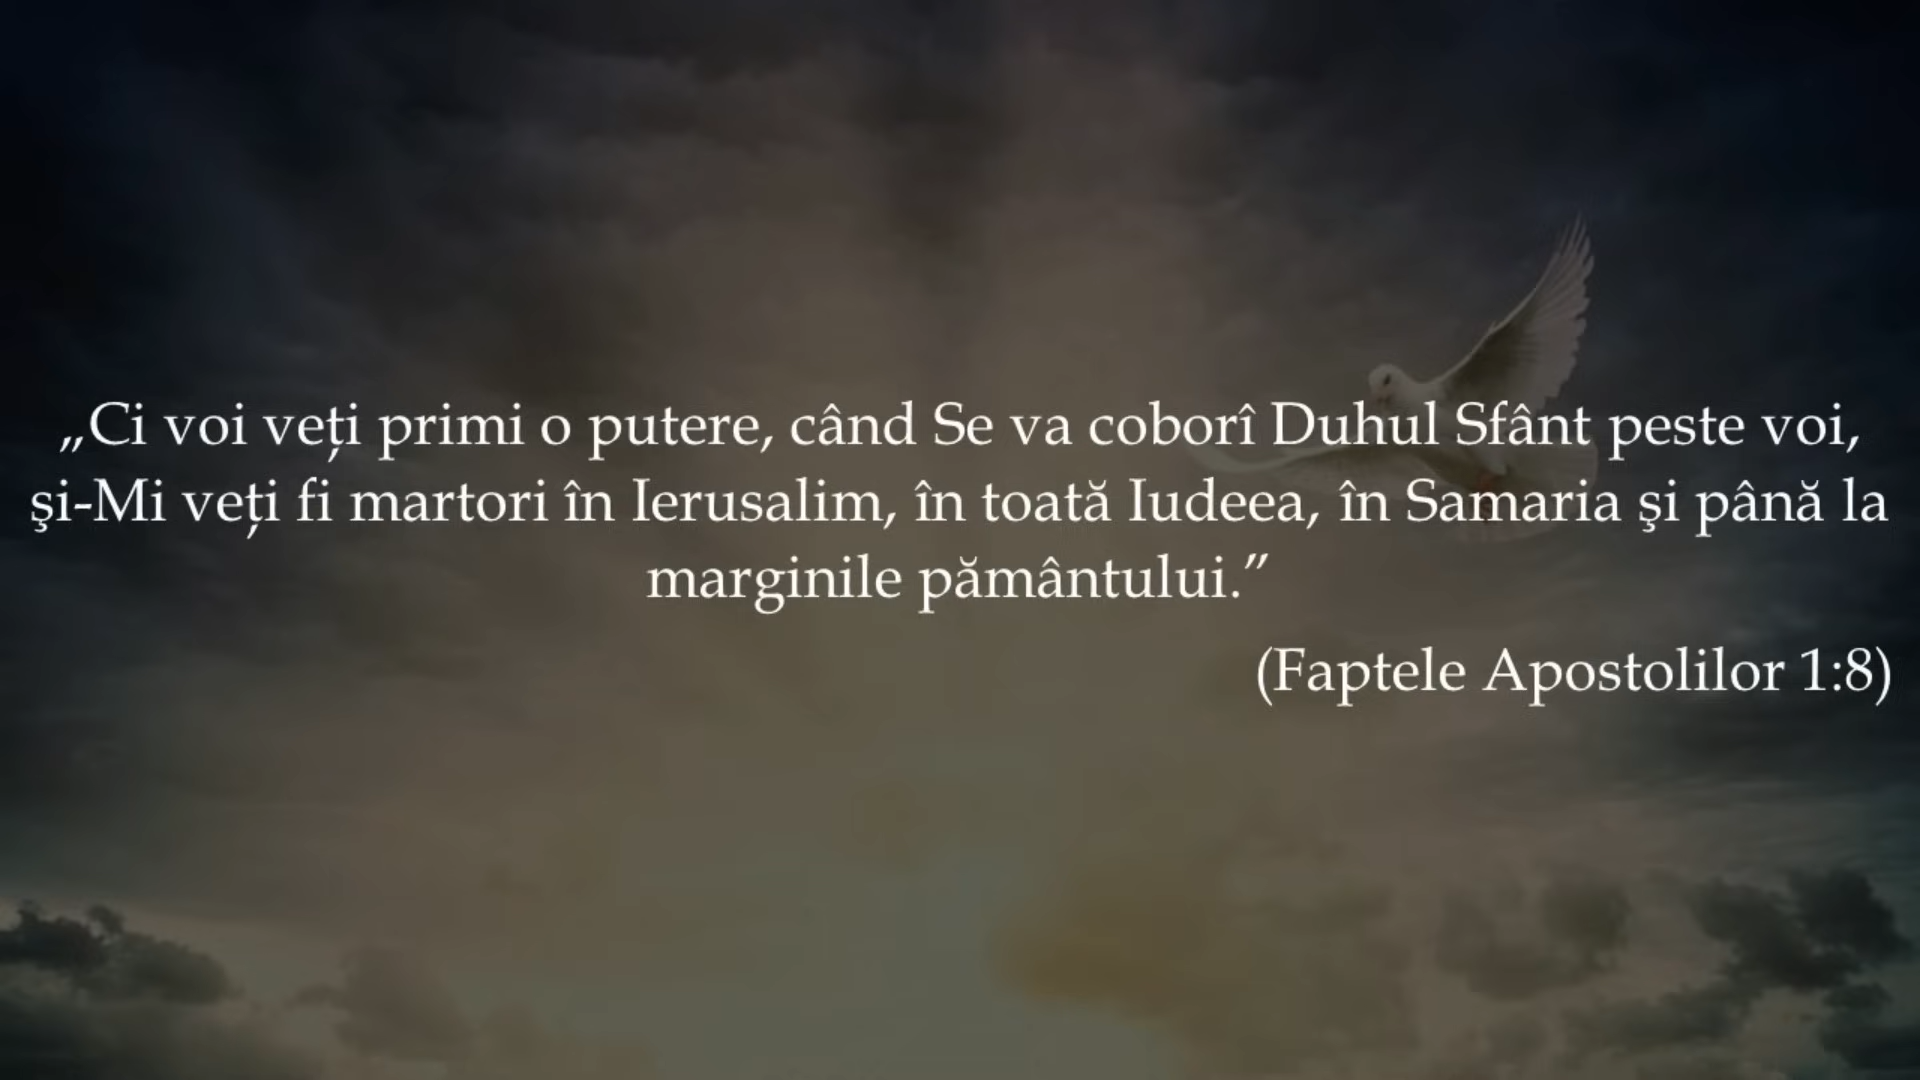 „Ci voi veți primi o putere, când Se va coborî Duhul Sfânt peste voi,
şi-Mi veți fi martori în Ierusalim, în toată Iudeea, în Samaria şi până la
marginile pământului.”
(Faptele Apostolilor 1:8)